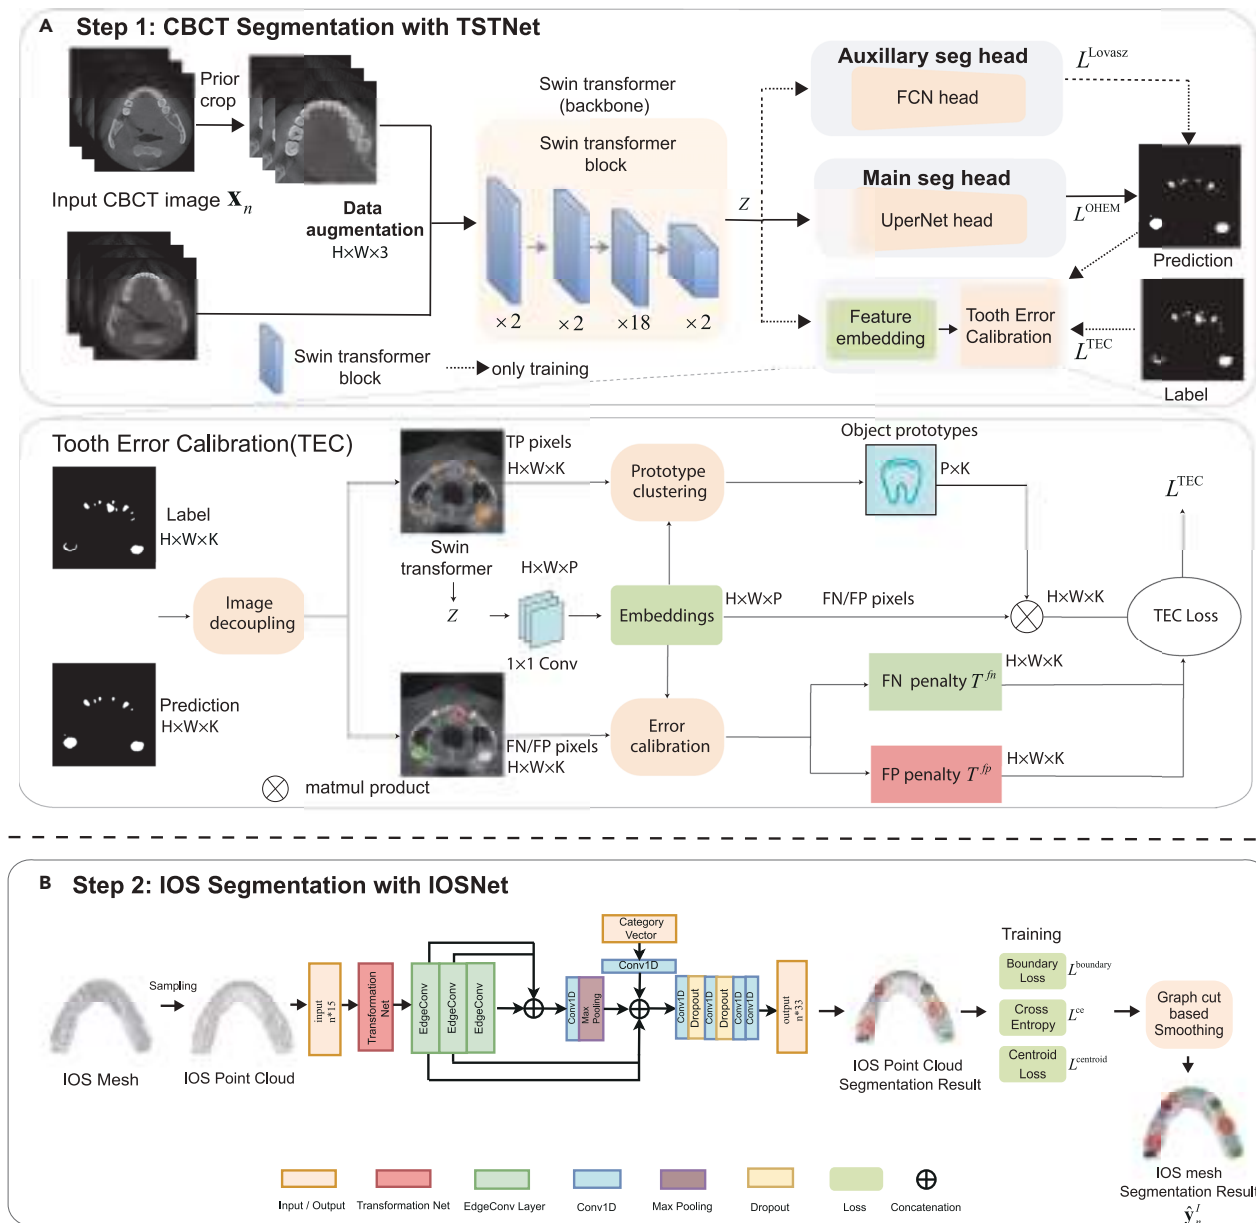 A Step 1: CBCT Segmentation with TSTNet
Prior
crop
Input CBCT image Xn
Data
augmentation
H×W×3
Swin transformer
(backbone)
Swin transformer
block
×2
×2
×18
×2
Z
Auxillary seg head
FCN head
L^Lovasz
Main seg head
UperNet head
L^OHEM
Prediction
Feature
embedding
Tooth Error
Calibration
L^TEC
Label
Swin transformer
block
only training
Tooth Error Calibration(TEC)
Label
H×W×K
Image
decoupling
Prediction
H×W×K
TP pixels
H×W×K
Swin
transformer
Z
H×W×P
1×1 Conv
FN/FP pixels
H×W×K
Prototype
clustering
Embeddings
Error
calibration
Object prototypes
P×K
H×W×P
FN/FP pixels
H×W×K
L^TEC
TEC Loss
FN penalty T^fn
H×W×K
FP penalty T^fp
H×W×K
matmul product
B Step 2: IOS Segmentation with IOSNet
IOS Mesh
Sampling
IOS Point Cloud
input
n*15
Transformation
Net
EdgeConv
EdgeConv
EdgeConv
Conv1D
Max
Pooling
Category
Vector
Conv1D
Conv1D
Dropout
Conv1D
Dropout
Conv1D
Conv1D
output
n*33
IOS Point Cloud
Segmentation Result
Training
Boundary
Loss
L^boundary
Cross
Entropy
L^ce
Centroid
Loss
L^centroid
Graph cut
based
Smoothing
IOS mesh
Segmentation Result
ŷ_n^I
Input / Output
Transformation Net
EdgeConv Layer
Conv1D
Max Pooling
Dropout
Loss
Concatenation